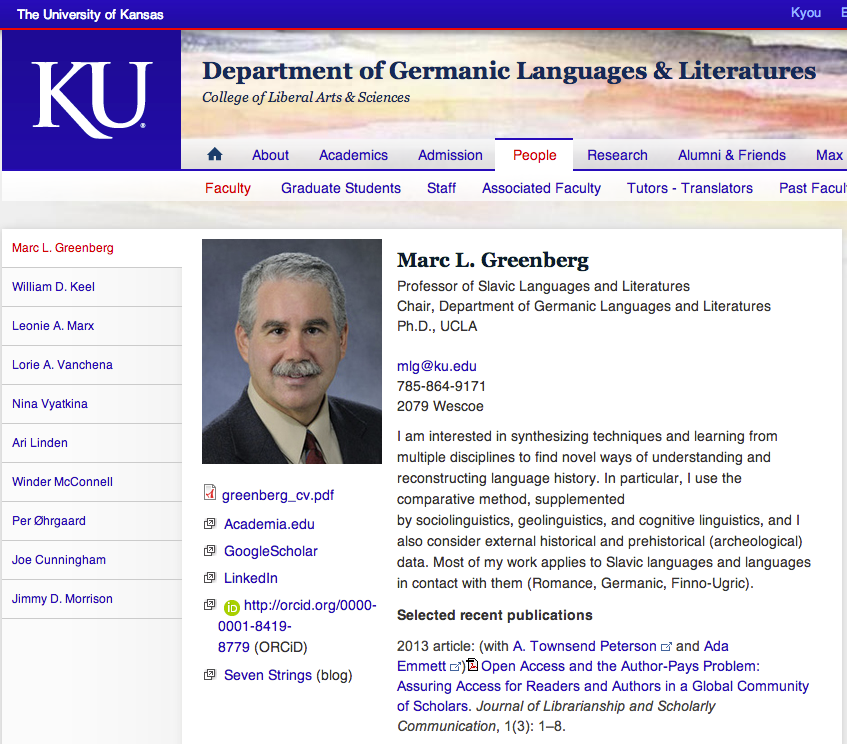 The University of Kansas
Kyou
E
KU
Department of Germanic Languages & Literatures
College of Liberal Arts & Sciences
About Academics Admission People Research Alumni & Friends Max
Faculty Graduate Students Staff Associated Faculty Tutors - Translators Past Facul
Marc L. Greenberg
William D. Keel
Leonie A. Marx
Lorie A. Vanchena
Nina Vyatkina
Ari Linden
Winder McConnell
Per Øhrgaard
Joe Cunningham
Jimmy D. Morrison
greenberg_cv.pdf
Academia.edu
GoogleScholar
LinkedIn
iD http://orcid.org/0000-
0001-8419-
8779 (ORCiD)
Seven Strings (blog)
Marc L. Greenberg
Professor of Slavic Languages and Literatures
Chair, Department of Germanic Languages and Literatures
Ph.D., UCLA
mlg@ku.edu
785-864-9171
2079 Wescoe
I am interested in synthesizing techniques and learning from
multiple disciplines to find novel ways of understanding and
reconstructing language history. In particular, I use the
comparative method, supplemented
by sociolinguistics, geolinguistics, and cognitive linguistics, and I
also consider external historical and prehistorical (archeological)
data. Most of my work applies to Slavic languages and languages
in contact with them (Romance, Germanic, Finno-Ugric).
Selected recent publications
2013 article: (with A. Townsend Peterson and Ada
Emmett ) Open Access and the Author-Pays Problem:
Assuring Access for Readers and Authors in a Global Community
of Scholars. Journal of Librarianship and Scholarly
Communication, 1(3): 1–8.